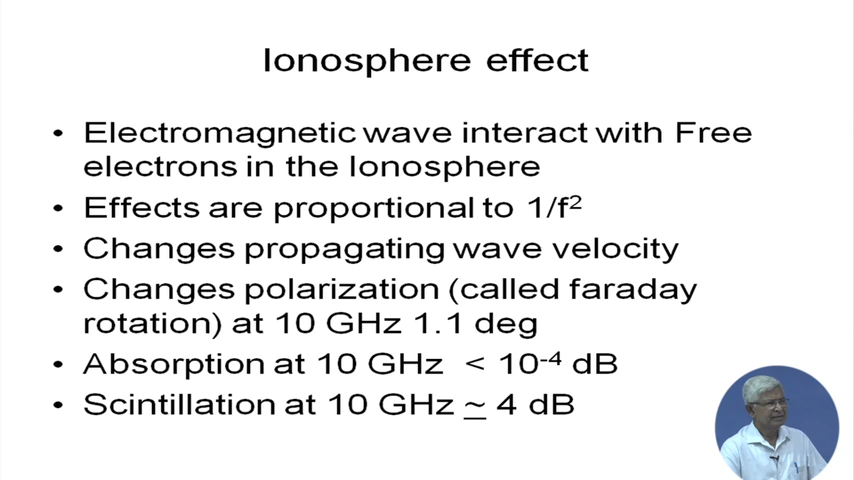 Ionosphere effect
• Electromagnetic wave interact with Free
electrons in the Ionosphere
• Effects are proportional to 1/f²
• Changes propagating wave velocity
• Changes polarization (called faraday
rotation) at 10 GHz 1.1 deg
• Absorption at 10 GHz < 10⁻⁴ dB
• Scintillation at 10 GHz ~ 4 dB